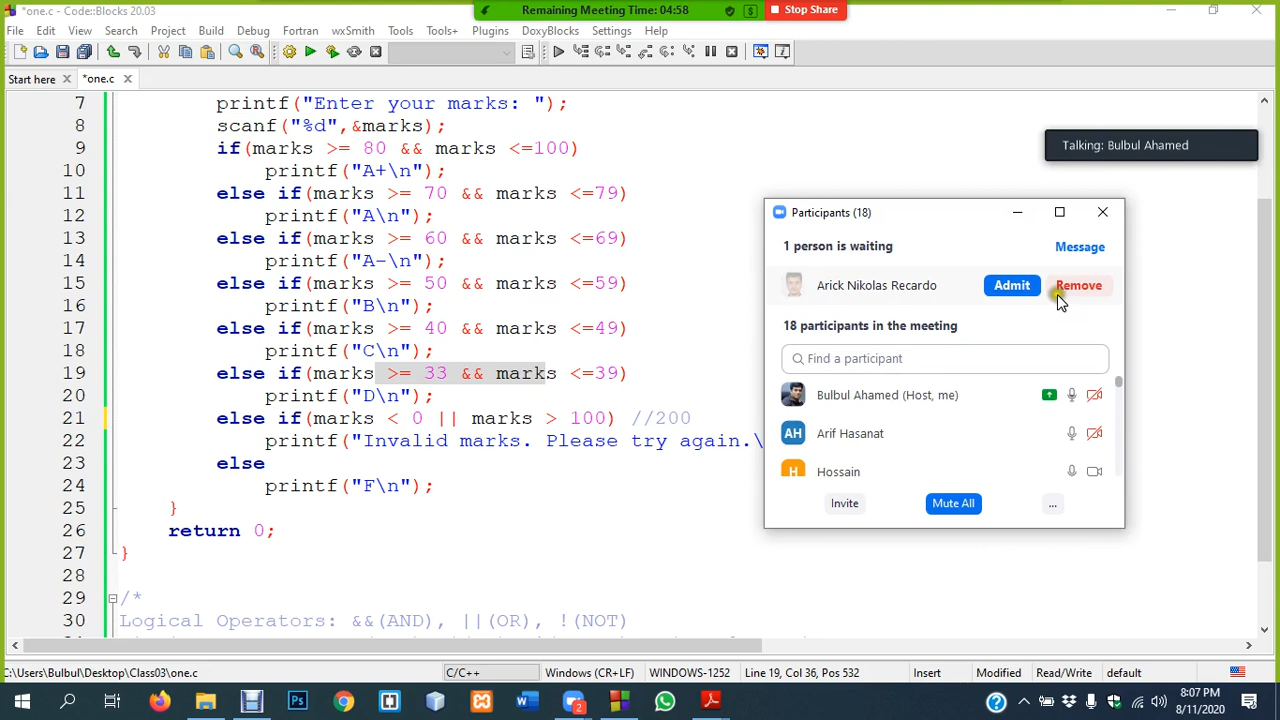 *one.c - Code::Blocks 20.03
Remaining Meeting Time: 04:58
Stop Share
File Edit View Search Project Build Debug Fortran wxSmith Tools Tools+ Plugins DoxyBlocks Settings Help
Start here
*one.c
7 printf("Enter your marks: ");
8 scanf("%d",&marks);
9 if(marks >= 80 && marks <=100)
10 printf("A+\n");
11 else if(marks >= 70 && marks <=79)
12 printf("A\n");
13 else if(marks >= 60 && marks <=69)
14 printf("A-\n");
15 else if(marks >= 50 && marks <=59)
16 printf("B\n");
17 else if(marks >= 40 && marks <=49)
18 printf("C\n");
19 else if(marks >= 33 && marks <=39)
20 printf("D\n");
21 else if(marks < 0 || marks > 100) //200
22 printf("Invalid marks. Please try again.\
23 else
24 printf("F\n");
25 }
26 return 0;
27 }
28
29 /*
30 Logical Operators: &&(AND), ||(OR), !(NOT)
Talking: Bulbul Ahamed
Participants (18)
1 person is waiting Message
Arick Nikolas Recardo Admit Remove
18 participants in the meeting
Find a participant
Bulbul Ahamed (Host, me)
AH Arif Hasanat
H Hossain
Invite Mute All ...
C:\Users\Bulbul\Desktop\Class03\one.c C/C++ Windows (CR+LF) WINDOWS-1252 Line 19, Col 36, Pos 532 Insert Modified Read/Write default
Ps
2
8:07 PM
8/11/2020